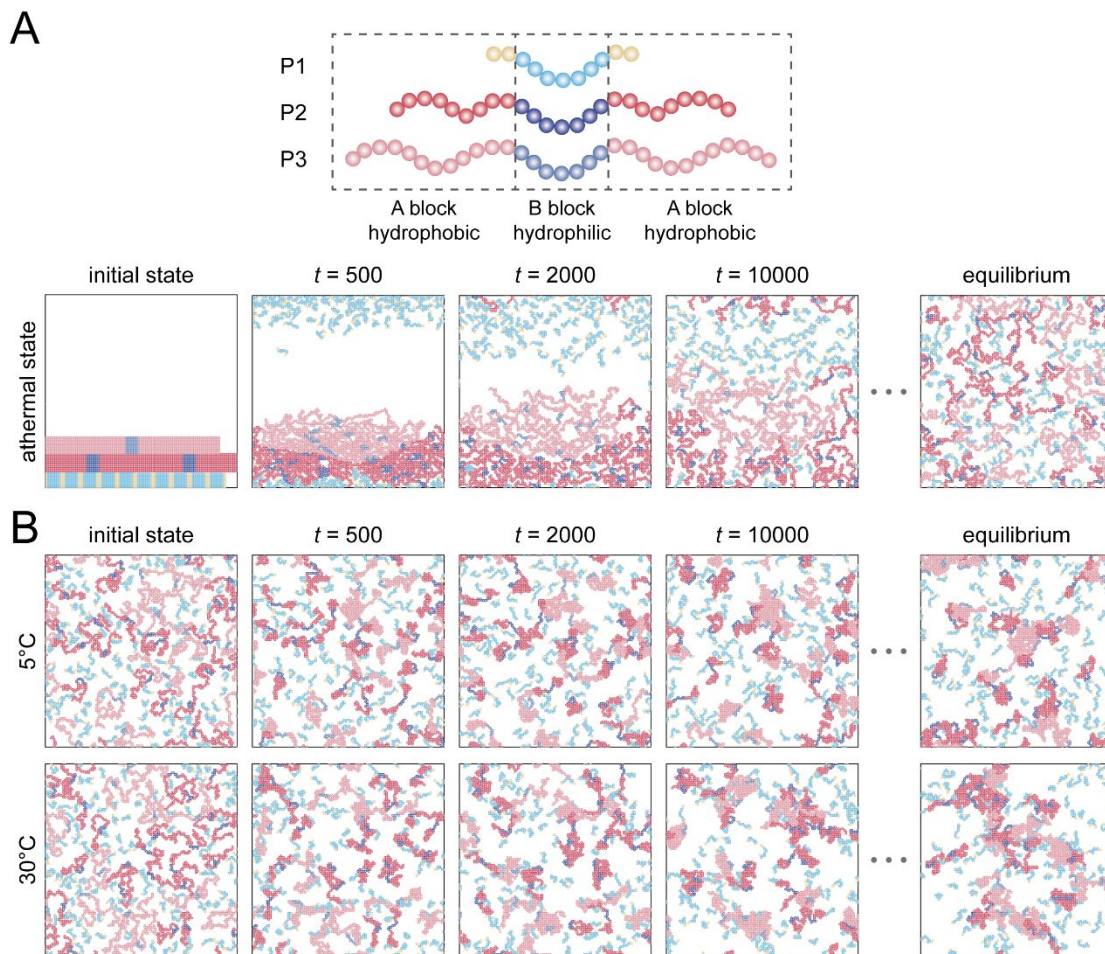 A
P1
P2
P3
A block
hydrophobic
B block
hydrophilic
A block
hydrophobic
initial state
t = 500
t = 2000
t = 10000
equilibrium
athermal state
B
initial state
t = 500
t = 2000
t = 10000
equilibrium
5°C
30°C